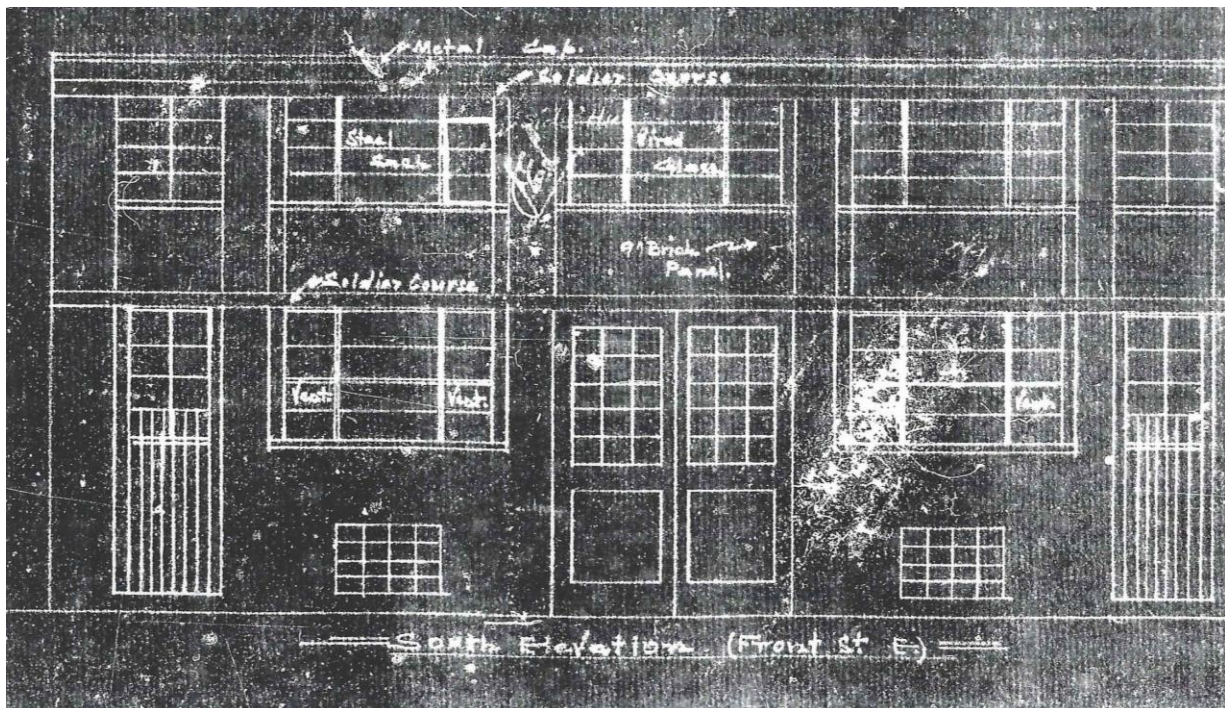 Metal Cap.
Soldier Course
Steel
Sash
Wired
Glass.
9" Brick
Panel.
Soldier Course
Vent.
Vent.
Vent.
South Elevation. (Front St. E.)